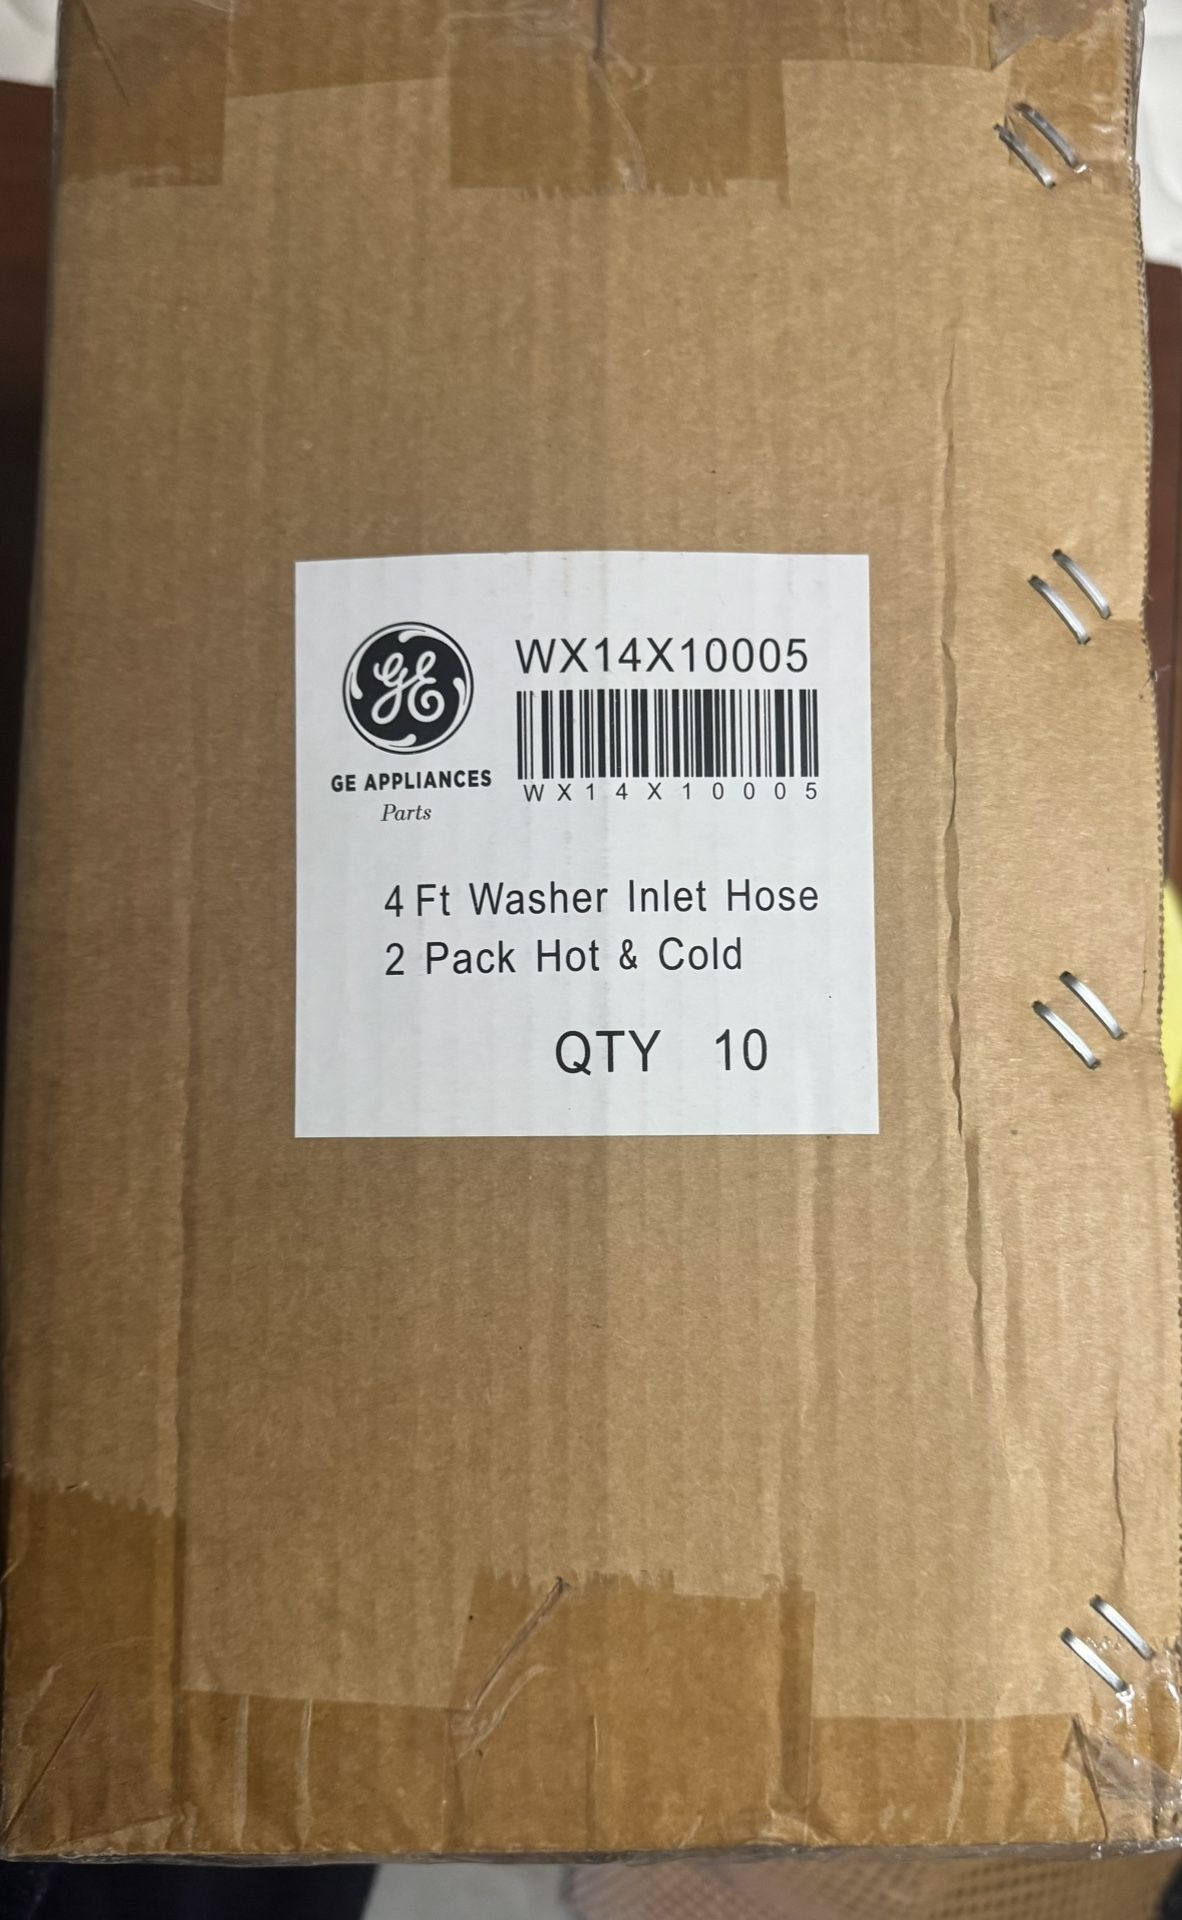 WX14X10005
GE
GE APPLIANCES
Parts
WX14X10005
4 Ft Washer Inlet Hose
2 Pack Hot & Cold
QTY 10